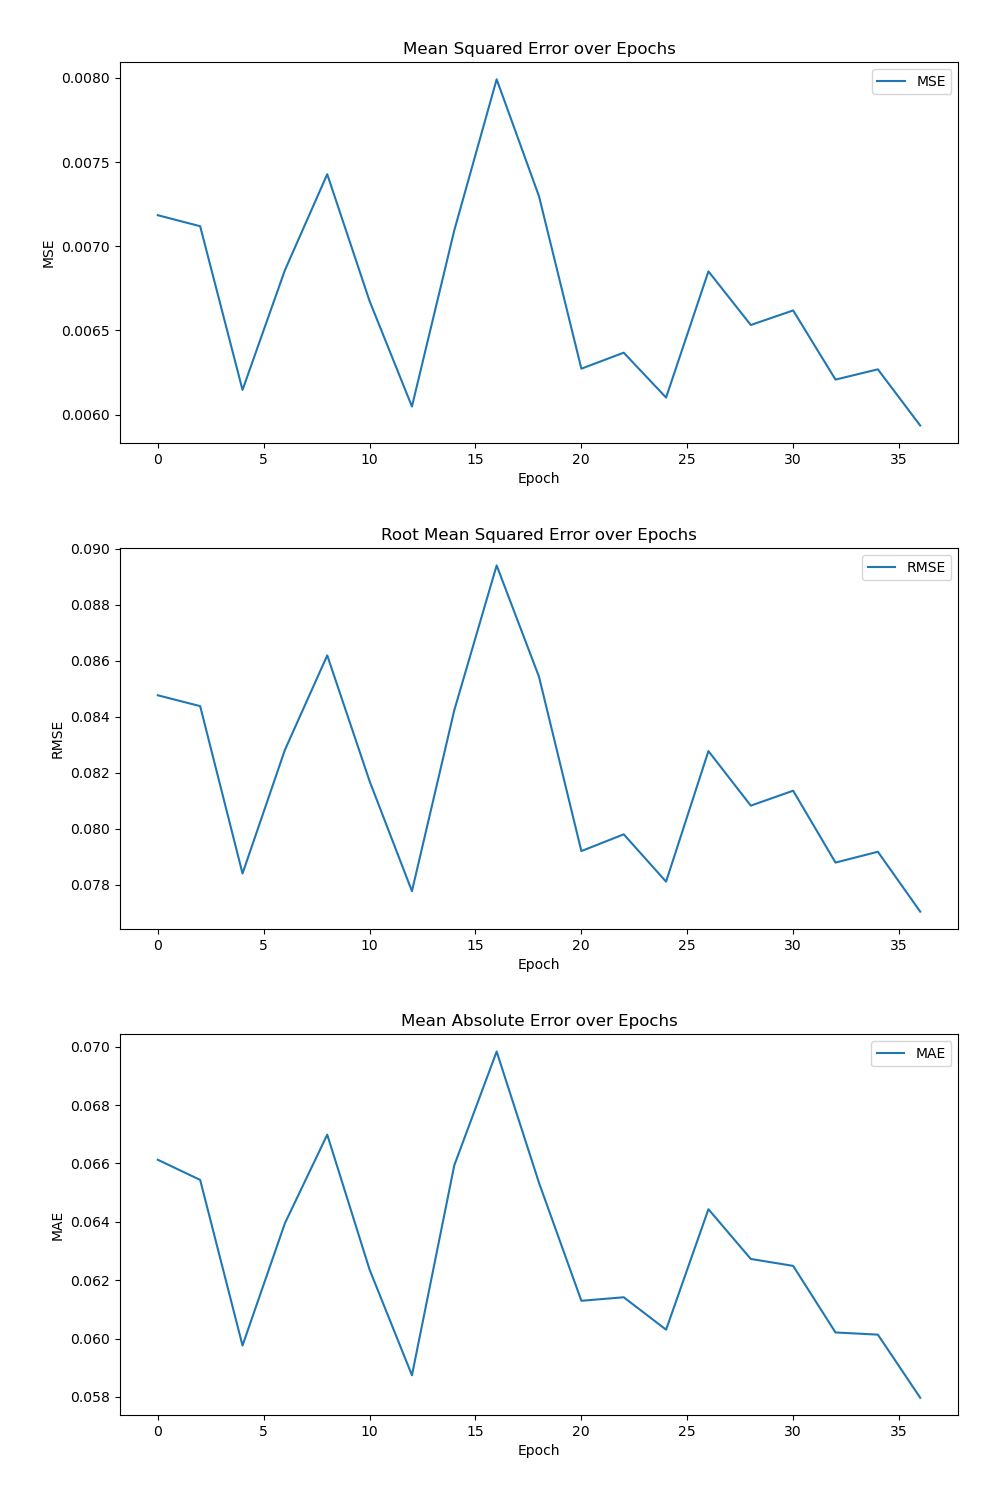 Mean Squared Error over Epochs
MSE
0.0080
0.0075
0.0070
0.0065
0.0060
MSE
0 5 10 15 20 25 30 35
Epoch
Root Mean Squared Error over Epochs
RMSE
0.090
0.088
0.086
0.084
0.082
0.080
0.078
RMSE
0 5 10 15 20 25 30 35
Epoch
Mean Absolute Error over Epochs
MAE
0.070
0.068
0.066
0.064
0.062
0.060
0.058
MAE
0 5 10 15 20 25 30 35
Epoch